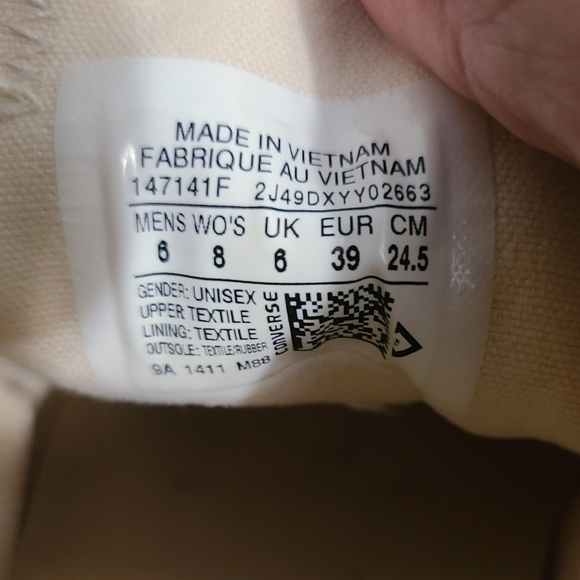 MADE IN VIETNAM
FABRIQUE AU VIETNAM
147141F 2J49DXYY02663
MENS WO'S UK EUR CM
6 8 6 39 24.5
GENDER: UNISEX
UPPER TEXTILE
LINING: TEXTILE
OUTSOLE: TEXTILE/RUBBER
9A 1411 M88
CONVERSE